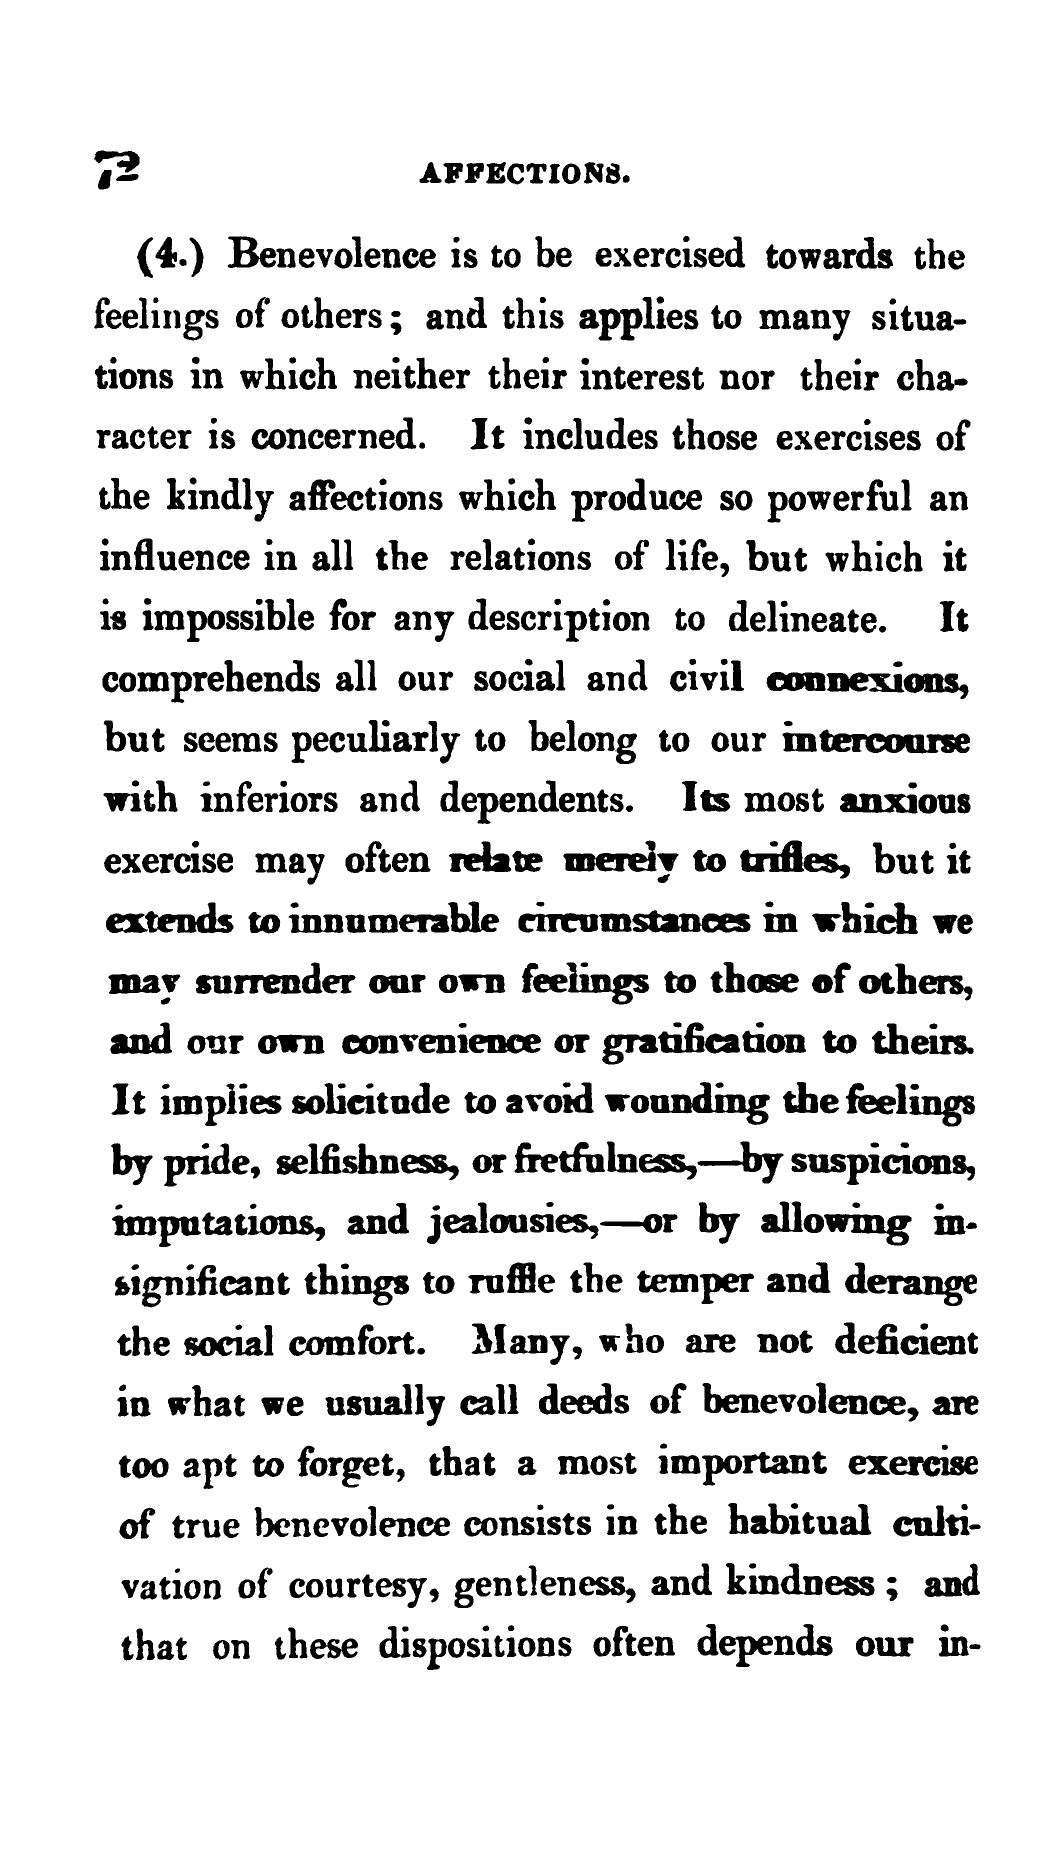 72 AFFECTIONS.
(4.) Benevolence is to be exercised towards the
feelings of others; and this applies to many situa-
tions in which neither their interest nor their cha-
racter is concerned. It includes those exercises of
the kindly affections which produce so powerful an
influence in all the relations of life, but which it
is impossible for any description to delineate. It
comprehends all our social and civil connexions,
but seems peculiarly to belong to our intercourse
with inferiors and dependents. Its most anxious
exercise may often relate merely to trifles, but it
extends to innumerable circumstances in which we
may surrender our own feelings to those of others,
and our own convenience or gratification to theirs.
It implies solicitude to avoid wounding the feelings
by pride, selfishness, or fretfulness,—by suspicions,
imputations, and jealousies,—or by allowing in-
significant things to ruffle the temper and derange
the social comfort. Many, who are not deficient
in what we usually call deeds of benevolence, are
too apt to forget, that a most important exercise
of true benevolence consists in the habitual culti-
vation of courtesy, gentleness, and kindness; and
that on these dispositions often depends our in-